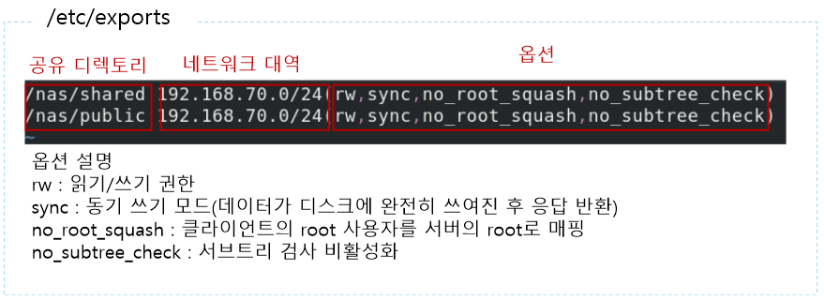 /etc/exports
공유 디렉토리 네트워크 대역 옵션
/nas/shared 192.168.70.0/24(rw,sync,no_root_squash,no_subtree_check)
/nas/public 192.168.70.0/24(rw,sync,no_root_squash,no_subtree_check)
~
옵션 설명
rw : 읽기/쓰기 권한
sync : 동기 쓰기 모드(데이터가 디스크에 완전히 쓰여진 후 응답 반환)
no_root_squash : 클라이언트의 root 사용자를 서버의 root로 매핑
no_subtree_check : 서브트리 검사 비활성화